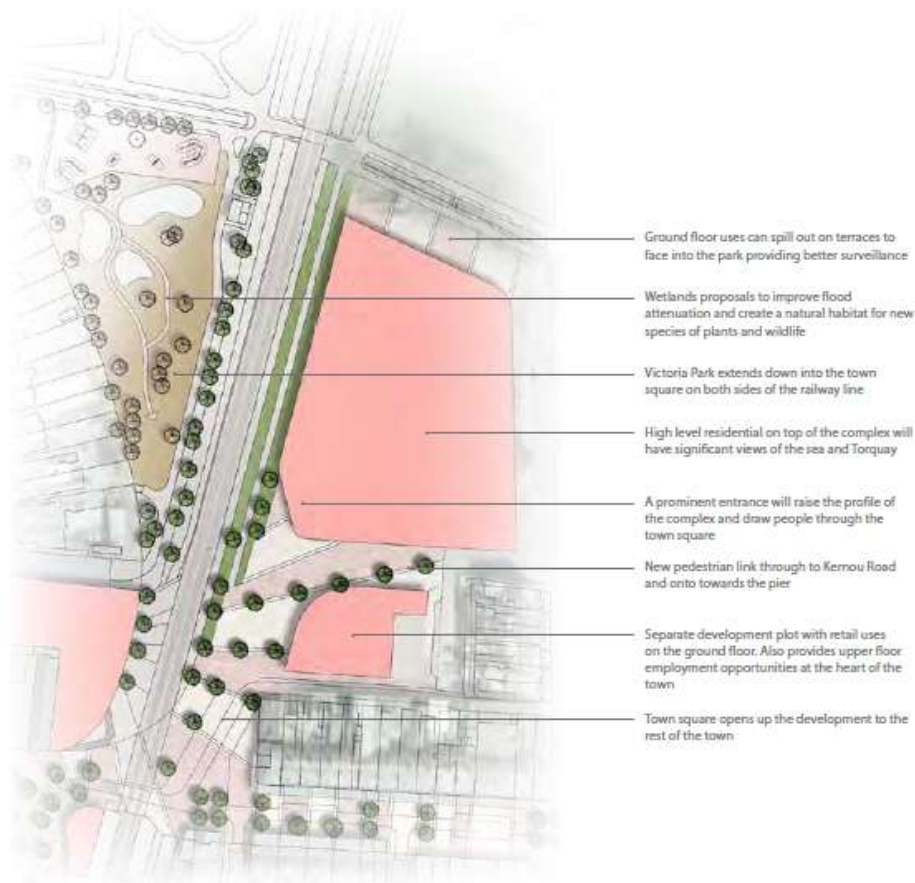 Ground floor uses can spill out on terraces to
face into the park providing better surveillance
Wetlands proposals to improve flood
attenuation and create a natural habitat for new
species of plants and wildlife
Victoria Park extends down into the town
square on both sides of the railway line
High level residential on top of the complex will
have significant views of the sea and Torquay
A prominent entrance will raise the profile of
the complex and draw people through the
town square
New pedestrian link through to Kernou Road
and onto towards the pier
Separate development plot with retail uses
on the ground floor. Also provides upper floor
employment opportunities at the heart of the
town
Town square opens up the development to the
rest of the town